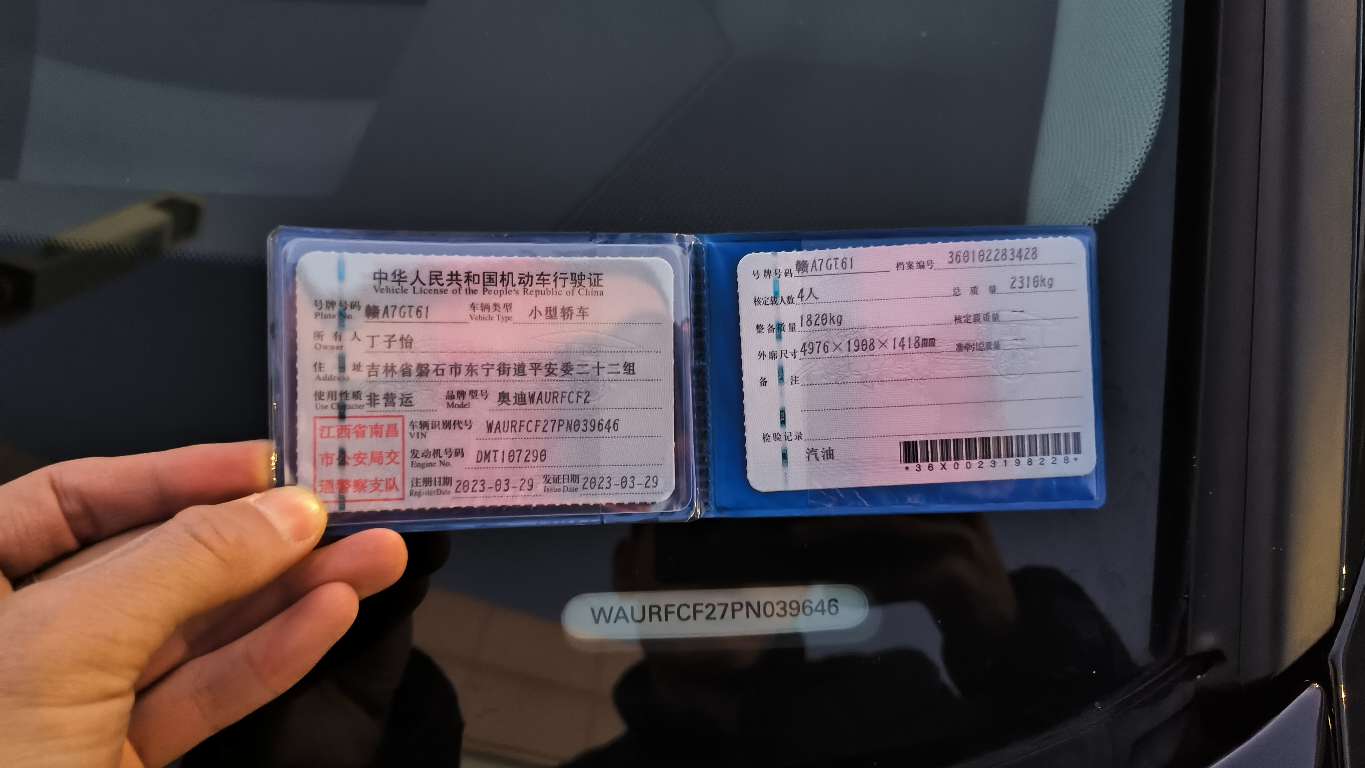 中华人民共和国机动车行驶证
Vehicle License of the People's Republic of China
号牌号码 赣A7GT61 车辆类型 小型轿车
Plate No. Vehicle Type
所有人 丁子怡
Owner
住址 吉林省磐石市东宁街道平安委二十二组
Address
使用性质 非营运 品牌型号 奥迪WAURFCF2
Use Character Model
江西省南昌
市公安局交
通警察支队
车辆识别代号 WAURFCF27PN039646
VIN
发动机号码 DMT107290
Engine No.
注册日期 2023-03-29 发证日期 2023-03-29
Register Date Issue Date
号牌号码 赣A7GT61 档案编号 360102283428
核定载人数 4人 总质量 2310kg
整备质量 1820kg 核定载质量 --
外廓尺寸 4976×1908×1418mm 准牵引总质量 --
备注
检验记录
汽油
*36X0023198228*
WAURFCF27PN039646